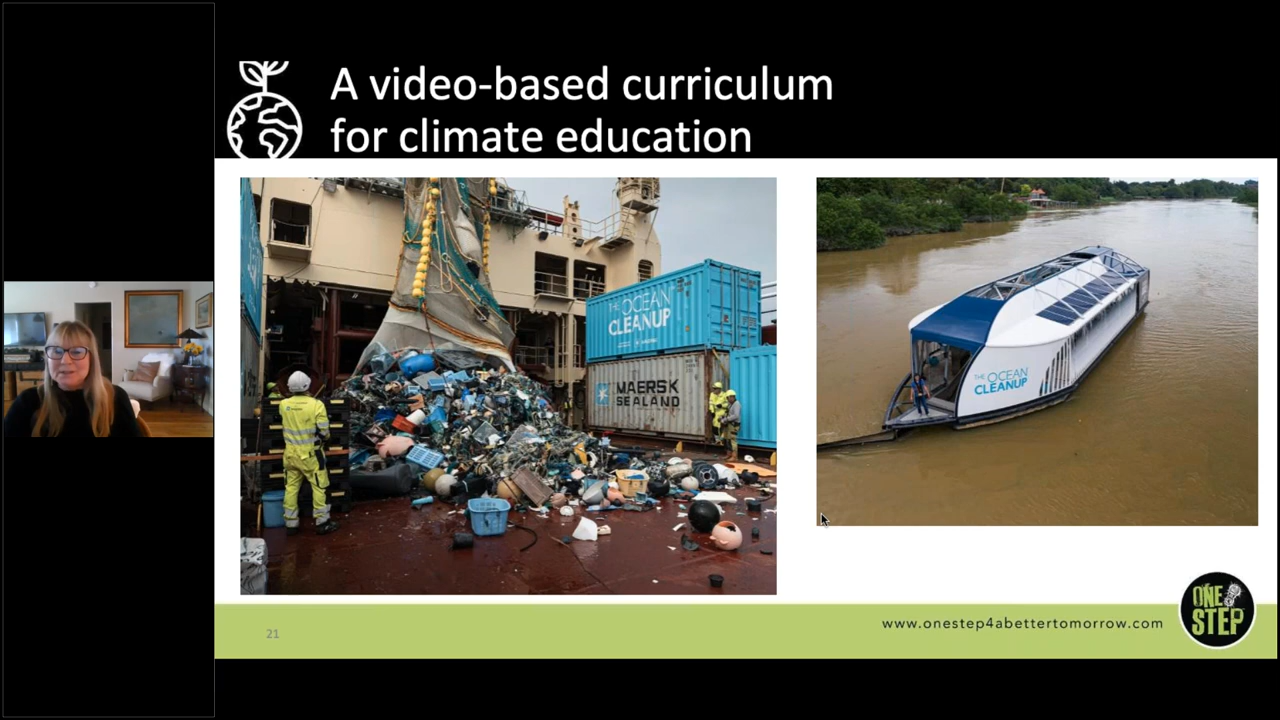 A video-based curriculum
for climate education
THE OCEAN
CLEANUP
MAERSK
SEALAND
THE OCEAN
CLEANUP
21
www.onestep4abettertomorrow.com
ONE
STEP